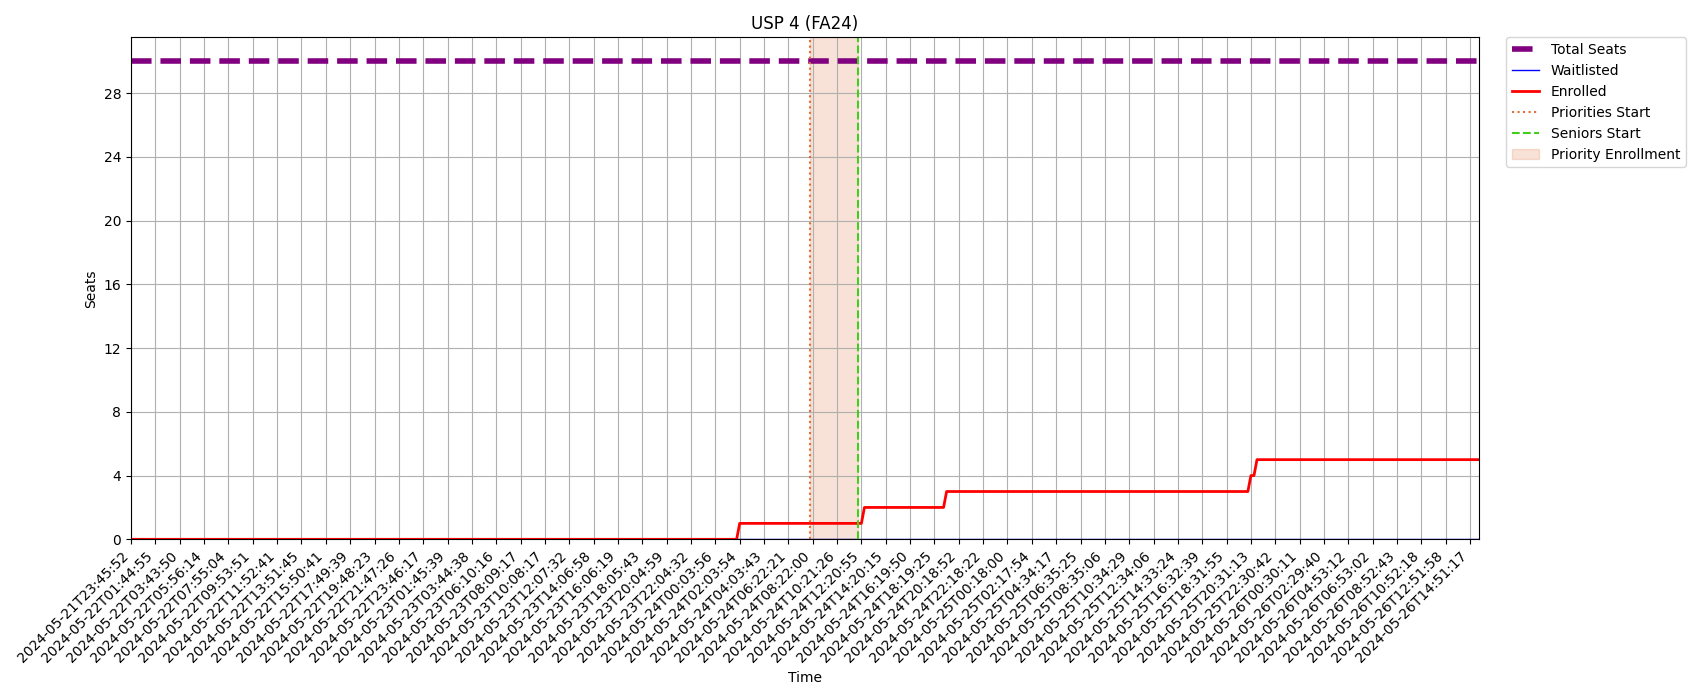 USP 4 (FA24)
Total Seats
Waitlisted
Enrolled
Priorities Start
Seniors Start
Priority Enrollment
Seats
28
24
20
16
12
8
4
0
2024-05-21T23:45:52
2024-05-22T01:44:55
2024-05-22T03:43:50
2024-05-22T05:56:14
2024-05-22T07:55:04
2024-05-22T09:53:51
2024-05-22T11:52:41
2024-05-22T13:51:45
2024-05-22T15:50:41
2024-05-22T17:49:39
2024-05-22T19:48:23
2024-05-22T21:47:26
2024-05-22T23:46:17
2024-05-23T01:45:39
2024-05-23T03:44:38
2024-05-23T06:10:16
2024-05-23T08:09:17
2024-05-23T10:08:17
2024-05-23T12:07:32
2024-05-23T14:06:58
2024-05-23T16:06:19
2024-05-23T18:05:43
2024-05-23T20:04:59
2024-05-23T22:04:32
2024-05-24T00:03:56
2024-05-24T02:03:54
2024-05-24T04:03:43
2024-05-24T06:22:21
2024-05-24T08:22:00
2024-05-24T10:21:26
2024-05-24T12:20:55
2024-05-24T14:20:15
2024-05-24T16:19:50
2024-05-24T18:19:25
2024-05-24T20:18:52
2024-05-24T22:18:22
2024-05-25T00:18:00
2024-05-25T02:17:54
2024-05-25T04:34:17
2024-05-25T06:35:25
2024-05-25T08:35:06
2024-05-25T10:34:29
2024-05-25T12:34:06
2024-05-25T14:33:24
2024-05-25T16:32:39
2024-05-25T18:31:55
2024-05-25T20:31:13
2024-05-25T22:30:42
2024-05-26T00:30:11
2024-05-26T02:29:40
2024-05-26T04:53:12
2024-05-26T06:53:02
2024-05-26T08:52:43
2024-05-26T10:52:18
2024-05-26T12:51:58
2024-05-26T14:51:17
Time